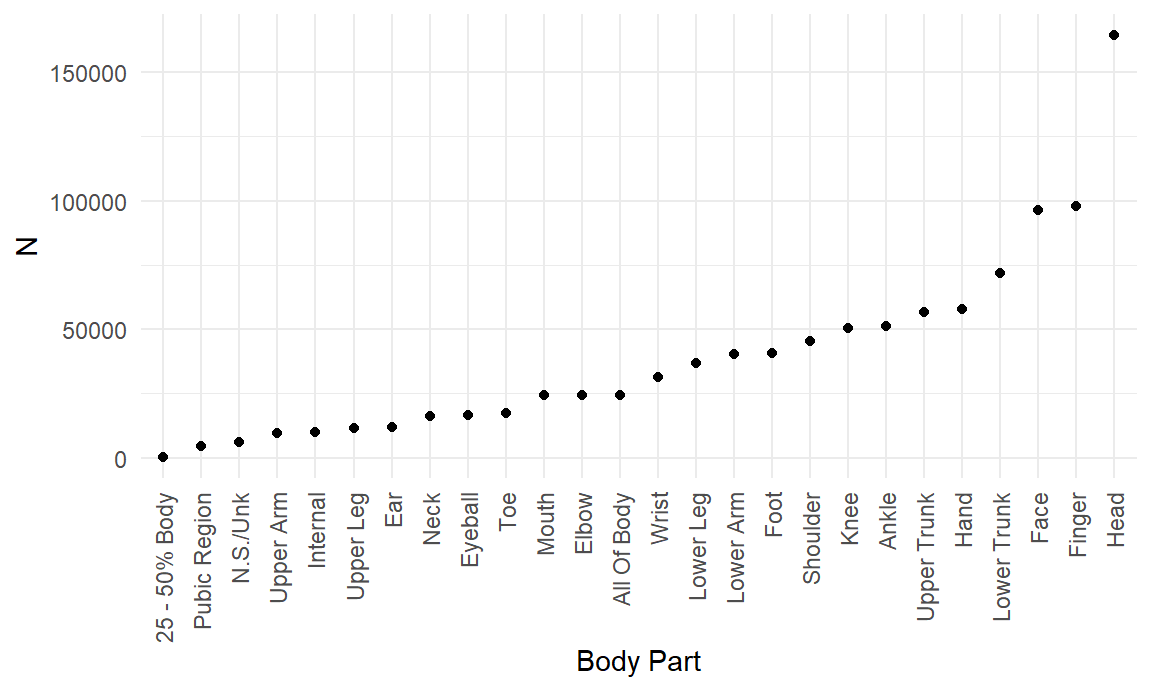 150000
100000
50000
0
N
25 - 50% Body
Pubic Region
N.S./Unk
Upper Arm
Internal
Upper Leg
Ear
Neck
Eyeball
Toe
Mouth
Elbow
All Of Body
Wrist
Lower Leg
Lower Arm
Foot
Shoulder
Knee
Ankle
Upper Trunk
Hand
Lower Trunk
Face
Finger
Head
Body Part